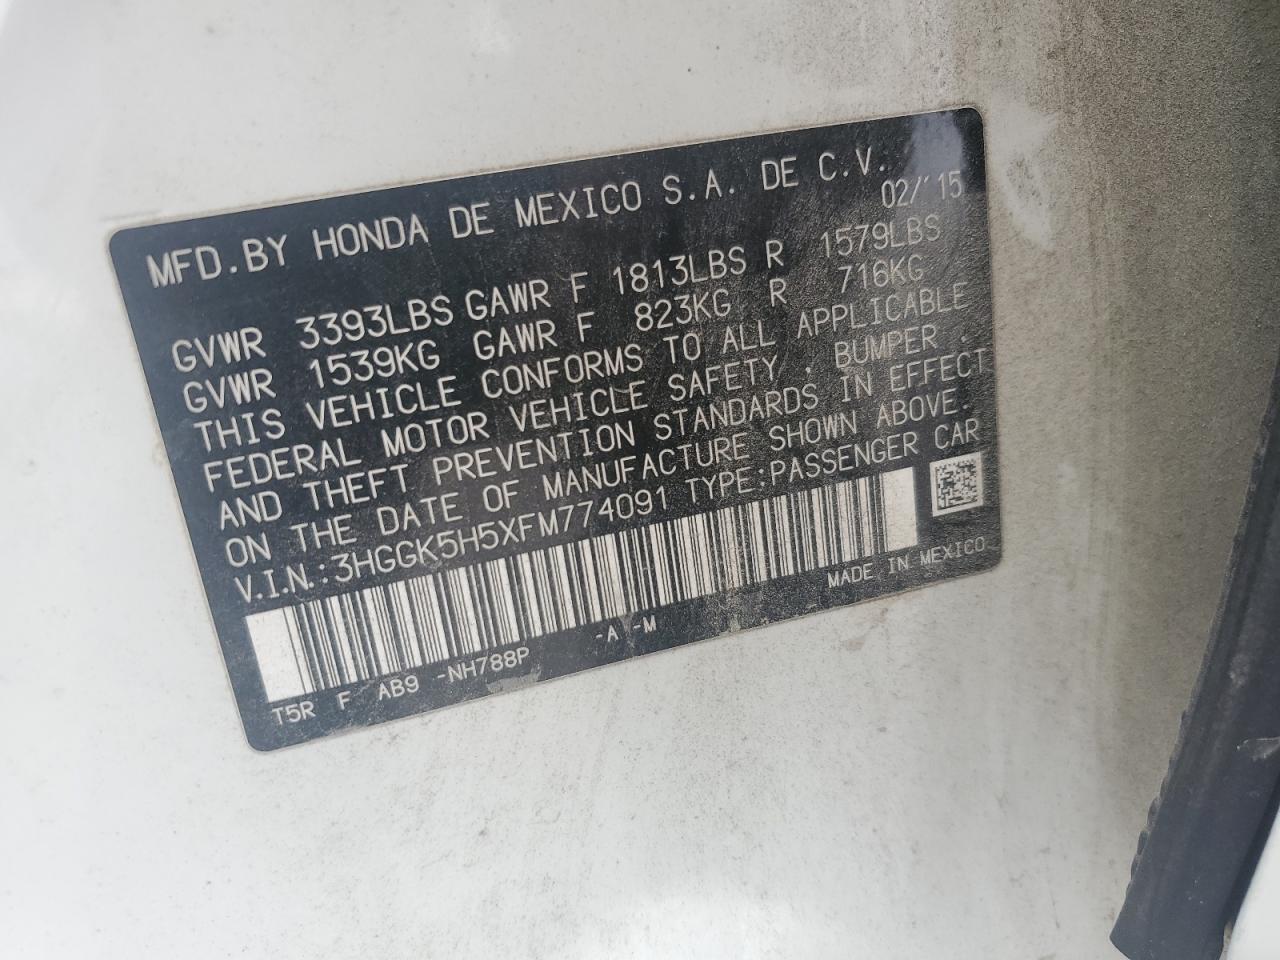 MFD.BY HONDA DE MEXICO S.A. DE C.V.
02/'15
GVWR 3393LBS GAWR F 1813LBS R 1579LBS
GVWR 1539KG GAWR F 823KG R 716KG
THIS VEHICLE CONFORMS TO ALL APPLICABLE
FEDERAL MOTOR VEHICLE SAFETY , BUMPER ,
AND THEFT PREVENTION STANDARDS IN EFFECT
ON THE DATE OF MANUFACTURE SHOWN ABOVE.
V.I.N.:3HGGK5H5XFM774091 TYPE:PASSENGER CAR
MADE IN MEXICO
T5R F AB9 -NH788P -A -M